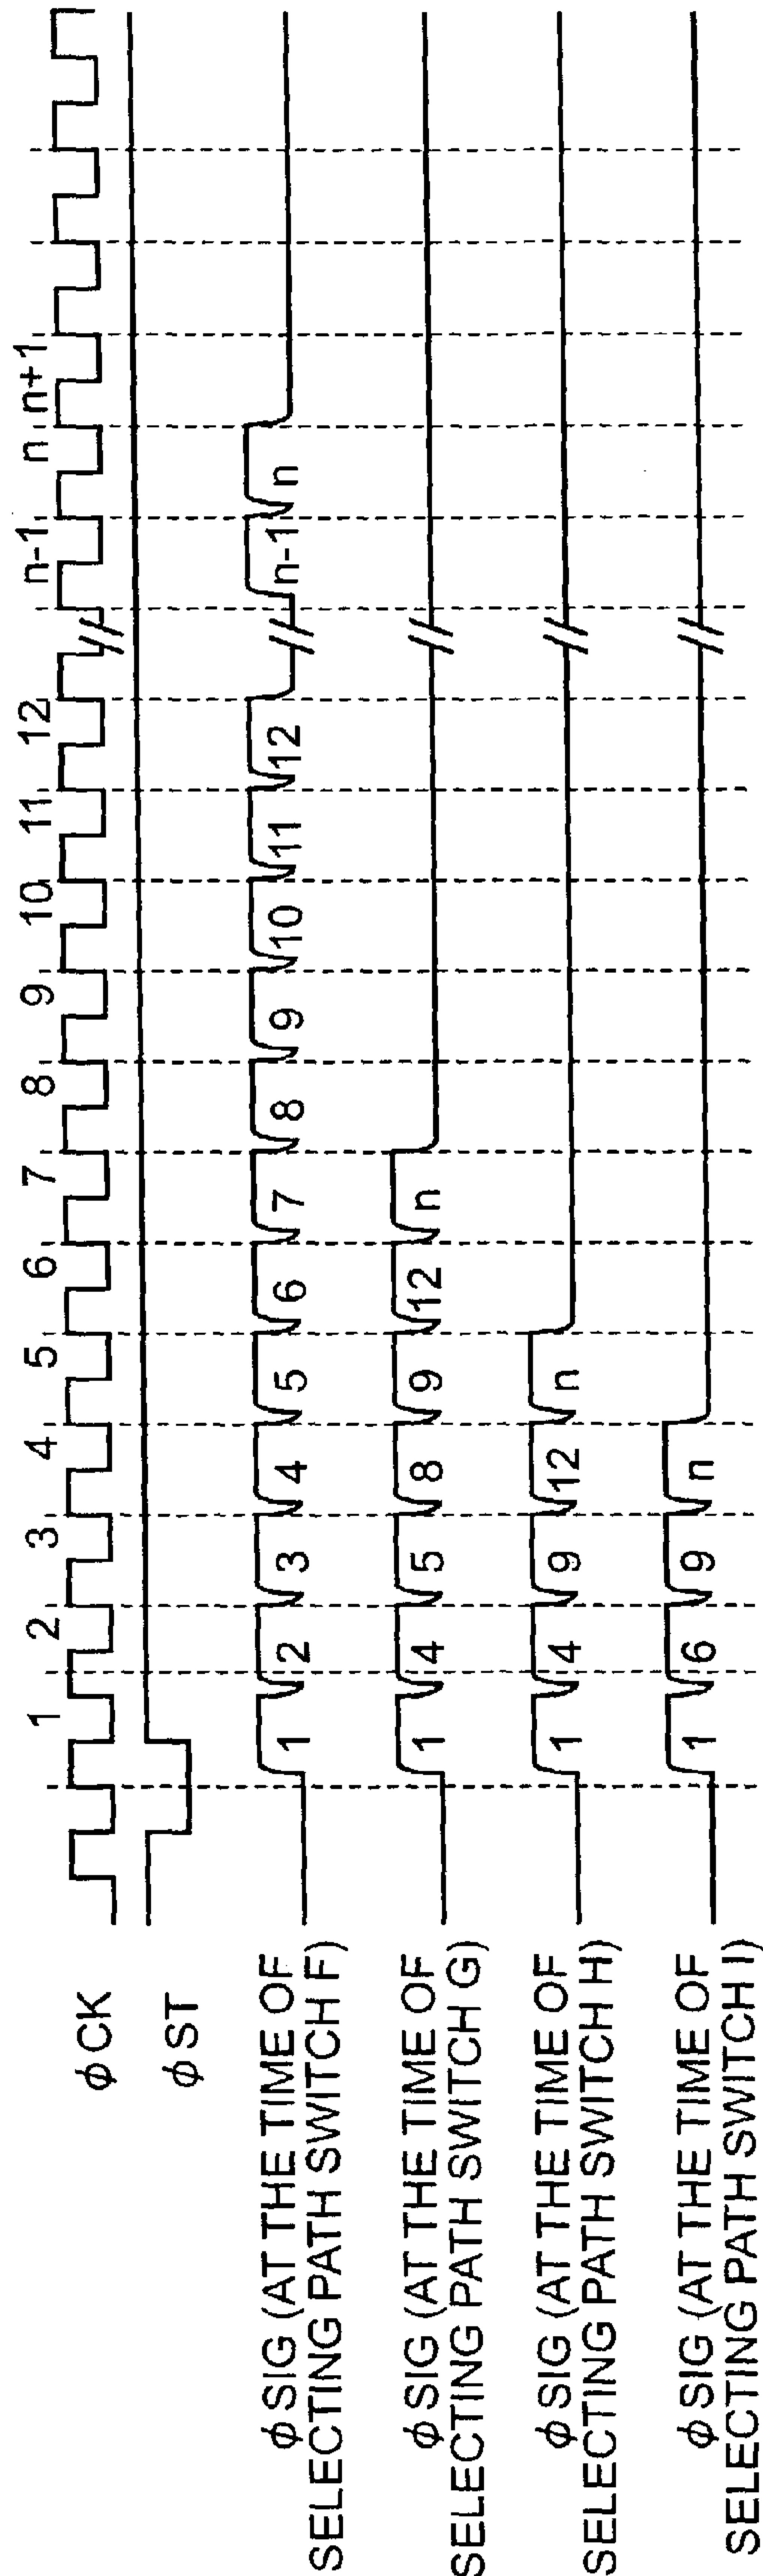 1 2 3 4 5 6 7 8 9 10 11 12 n-1 n n+1
φCK
φST
φSIG (AT THE TIME OF
SELECTING PATH SWITCH F)
1 2 3 4 5 6 7 8 9 10 11 12 n-1 n
φSIG (AT THE TIME OF
SELECTING PATH SWITCH G)
1 4 5 8 9 12 n
φSIG (AT THE TIME OF
SELECTING PATH SWITCH H)
1 4 9 12 n
φSIG (AT THE TIME OF
SELECTING PATH SWITCH I)
1 6 9 n